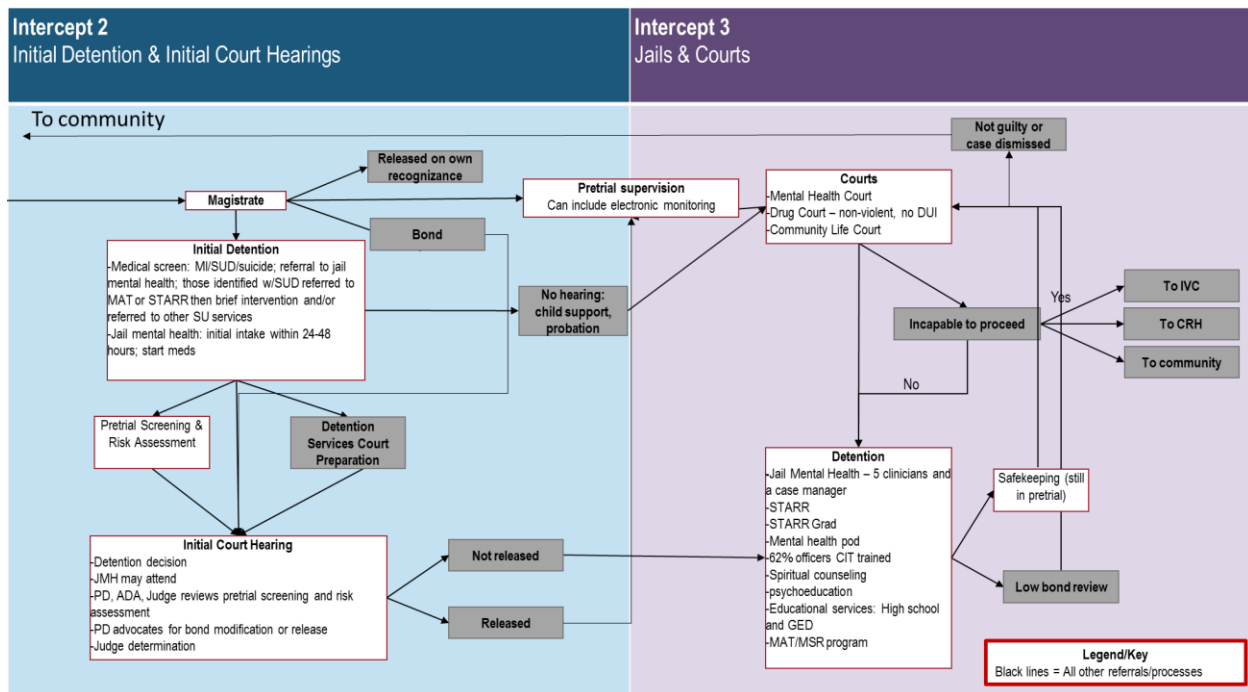 Intercept 2
Initial Detention & Initial Court Hearings
Intercept 3
Jails & Courts
To community
Not guilty or
case dismissed
Released on own
recognizance
Magistrate
Pretrial supervision
Can include electronic monitoring
Courts
-Mental Health Court
-Drug Court – non-violent, no DUI
-Community Life Court
Bond
Initial Detention
-Medical screen: MI/SUD/suicide; referral to jail
mental health; those identified w/SUD referred to
MAT or STARR then brief intervention and/or
referred to other SU services
-Jail mental health: initial intake within 24-48
hours; start meds
No hearing:
child support,
probation
Incapable to proceed
Yes
To IVC
To CRH
To community
No
Pretrial Screening &
Risk Assessment
Detention
Services Court
Preparation
Detention
-Jail Mental Health – 5 clinicians and
a case manager
-STARR
-STARR Grad
-Mental health pod
-62% officers CIT trained
-Spiritual counseling
-psychoeducation
-Educational services: High school
and GED
-MAT/MSR program
Safekeeping (still
in pretrial)
Low bond review
Initial Court Hearing
-Detention decision
-JMH may attend
-PD, ADA, Judge reviews pretrial screening and risk
assessment
-PD advocates for bond modification or release
-Judge determination
Not released
Released
Legend/Key
Black lines = All other referrals/processes